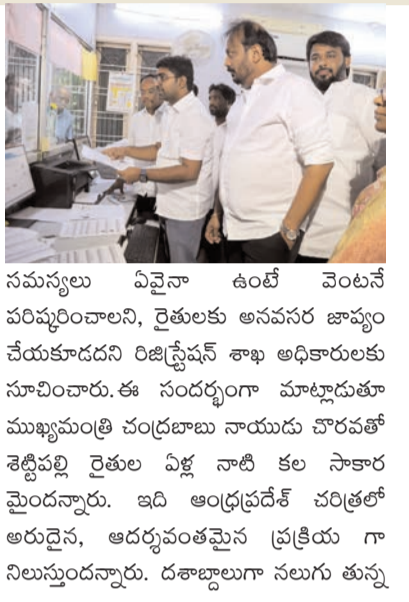 సమస్యలు ఏవైనా ఉంటే వెంటనే
పరిష్కరించాలని, రైతులకు అనవసర జాప్యం
చేయకూడదని రిజిస్ట్రేషన్ శాఖ అధికారులకు
సూచించారు.ఈ సందర్భంగా మాట్లాడుతూ
ముఖ్యమంత్రి చంద్రబాబు నాయుడు చొరవతో
శెట్టిపల్లి రైతుల ఏళ్ల నాటి కల సాకార
మైందన్నారు. ఇది ఆంధ్రప్రదేశ్ చరిత్రలో
అరుదైన, ఆదర్శవంతమైన ప్రక్రియ గా
నిలుస్తుందన్నారు. దశాబ్దాలుగా నలుగు తున్న